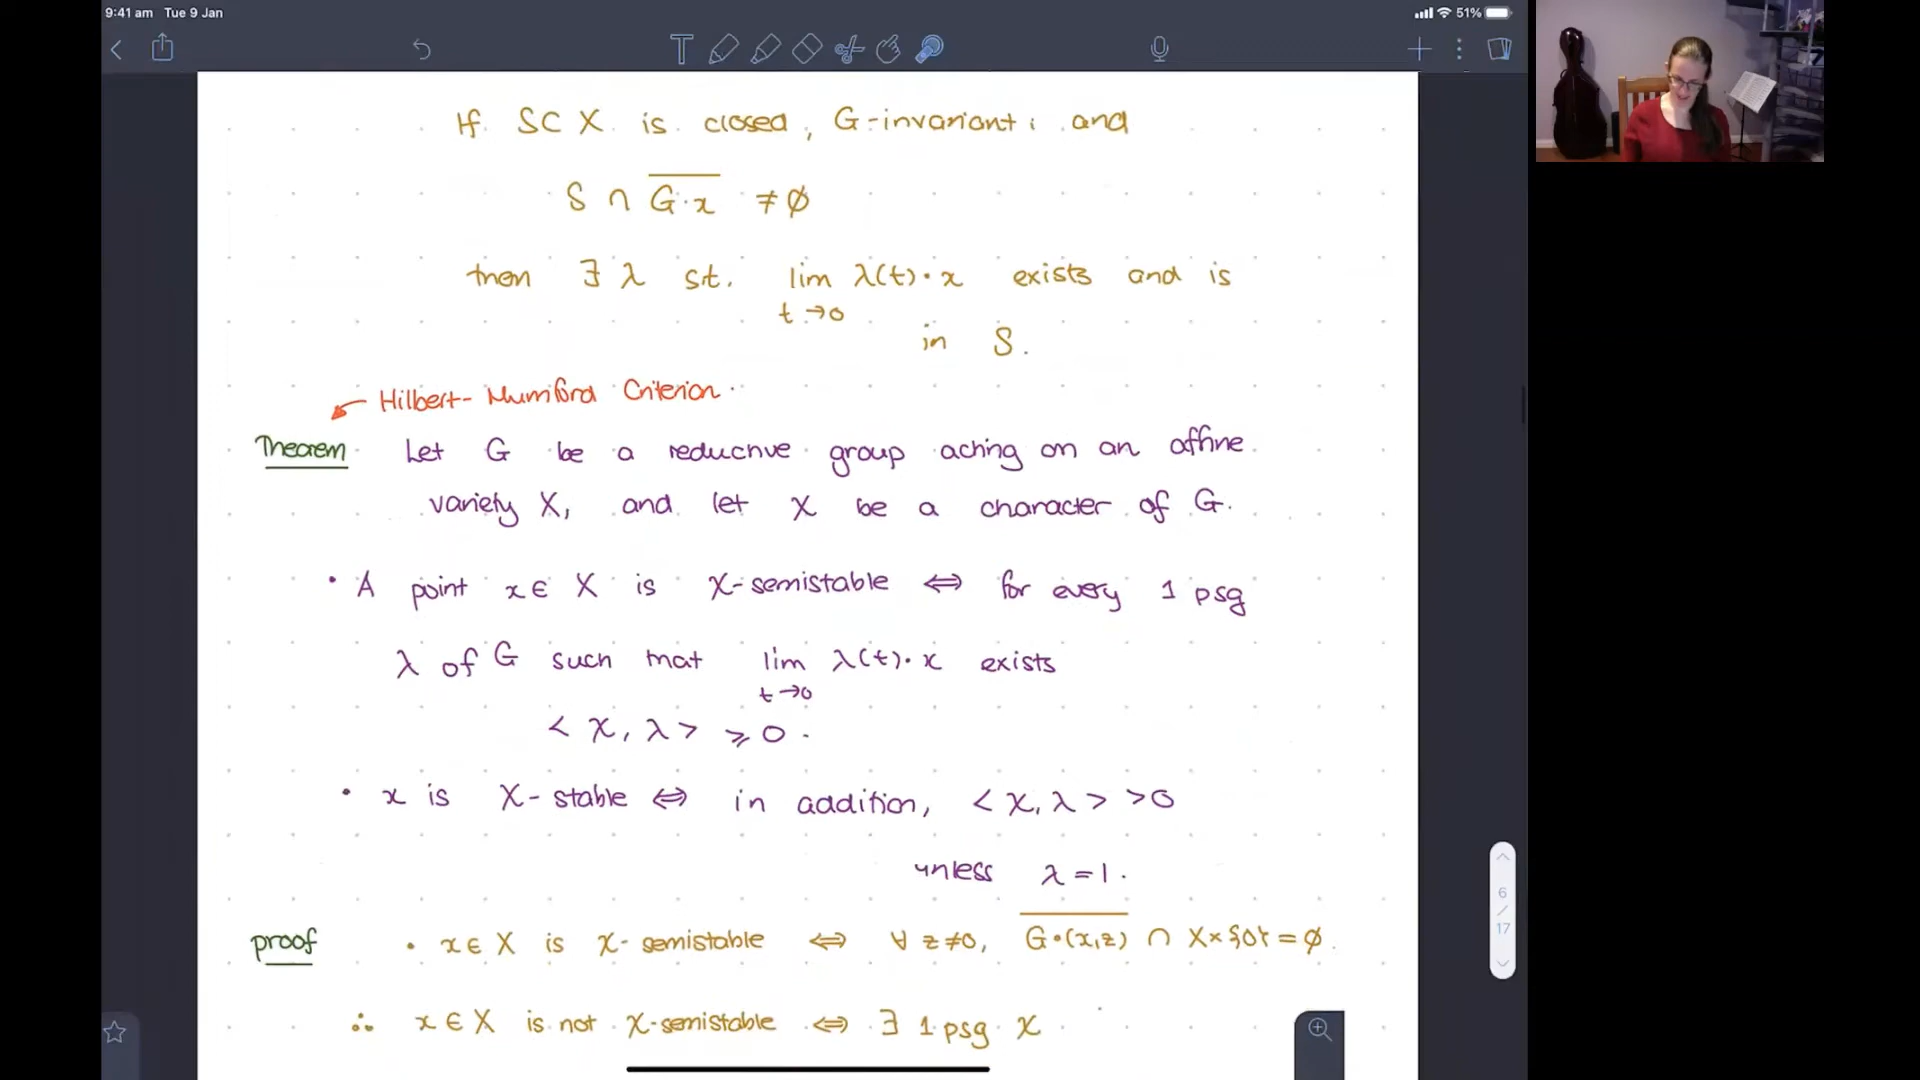 9:41 am Tue 9 Jan
51%
If S ⊂ X is closed, G-invariant, and
S ∩ \overline{G·x} ≠ ∅
then ∃ λ s.t. lim λ(t)·x exists and is
t→0
in S.
Hilbert-Mumford Criterion.
Theorem Let G be a reductive group acting on an affine
variety X, and let χ be a character of G.
• A point x ∈ X is χ-semistable ⇔ for every 1 psg
λ of G such that lim λ(t)·x exists
t→0
< χ, λ > ⩾ 0.
• x is χ-stable ⇔ in addition, < χ, λ > > 0
unless λ = 1.
proof • x ∈ X is χ-semistable ⇔ ∀ z ≠ 0, \overline{G•(x,z)} ∩ X × {0} = ∅.
∴ x ∈ X is not χ-semistable ⇔ ∃ 1 psg χ
6
/
17